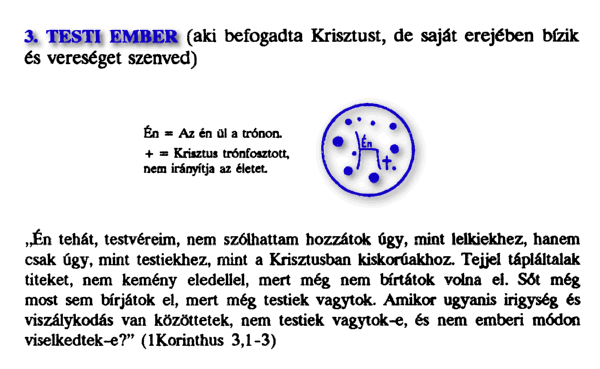 3. TESTI EMBER (aki befogadta Krisztust, de saját erejében bízik
és vereséget szenved)
Én = Az én ül a trónon.
+ = Krisztus trónfosztott,
nem irányítja az életet.
Én
„Én tehát, testvéreim, nem szólhattam hozzátok úgy, mint lelkiekhez, hanem
csak úgy, mint testiekhez, mint a Krisztusban kiskorúakhoz. Tejjel tápláltalak
titeket, nem kemény eledellel, mert még nem bírtátok volna el. Sőt még
most sem bírjátok el, mert még testiek vagytok. Amikor ugyanis irigység és
viszálykodás van közöttetek, nem testiek vagytok-e, és nem emberi módon
viselkedtek-e?” (1Korinthus 3,1-3)